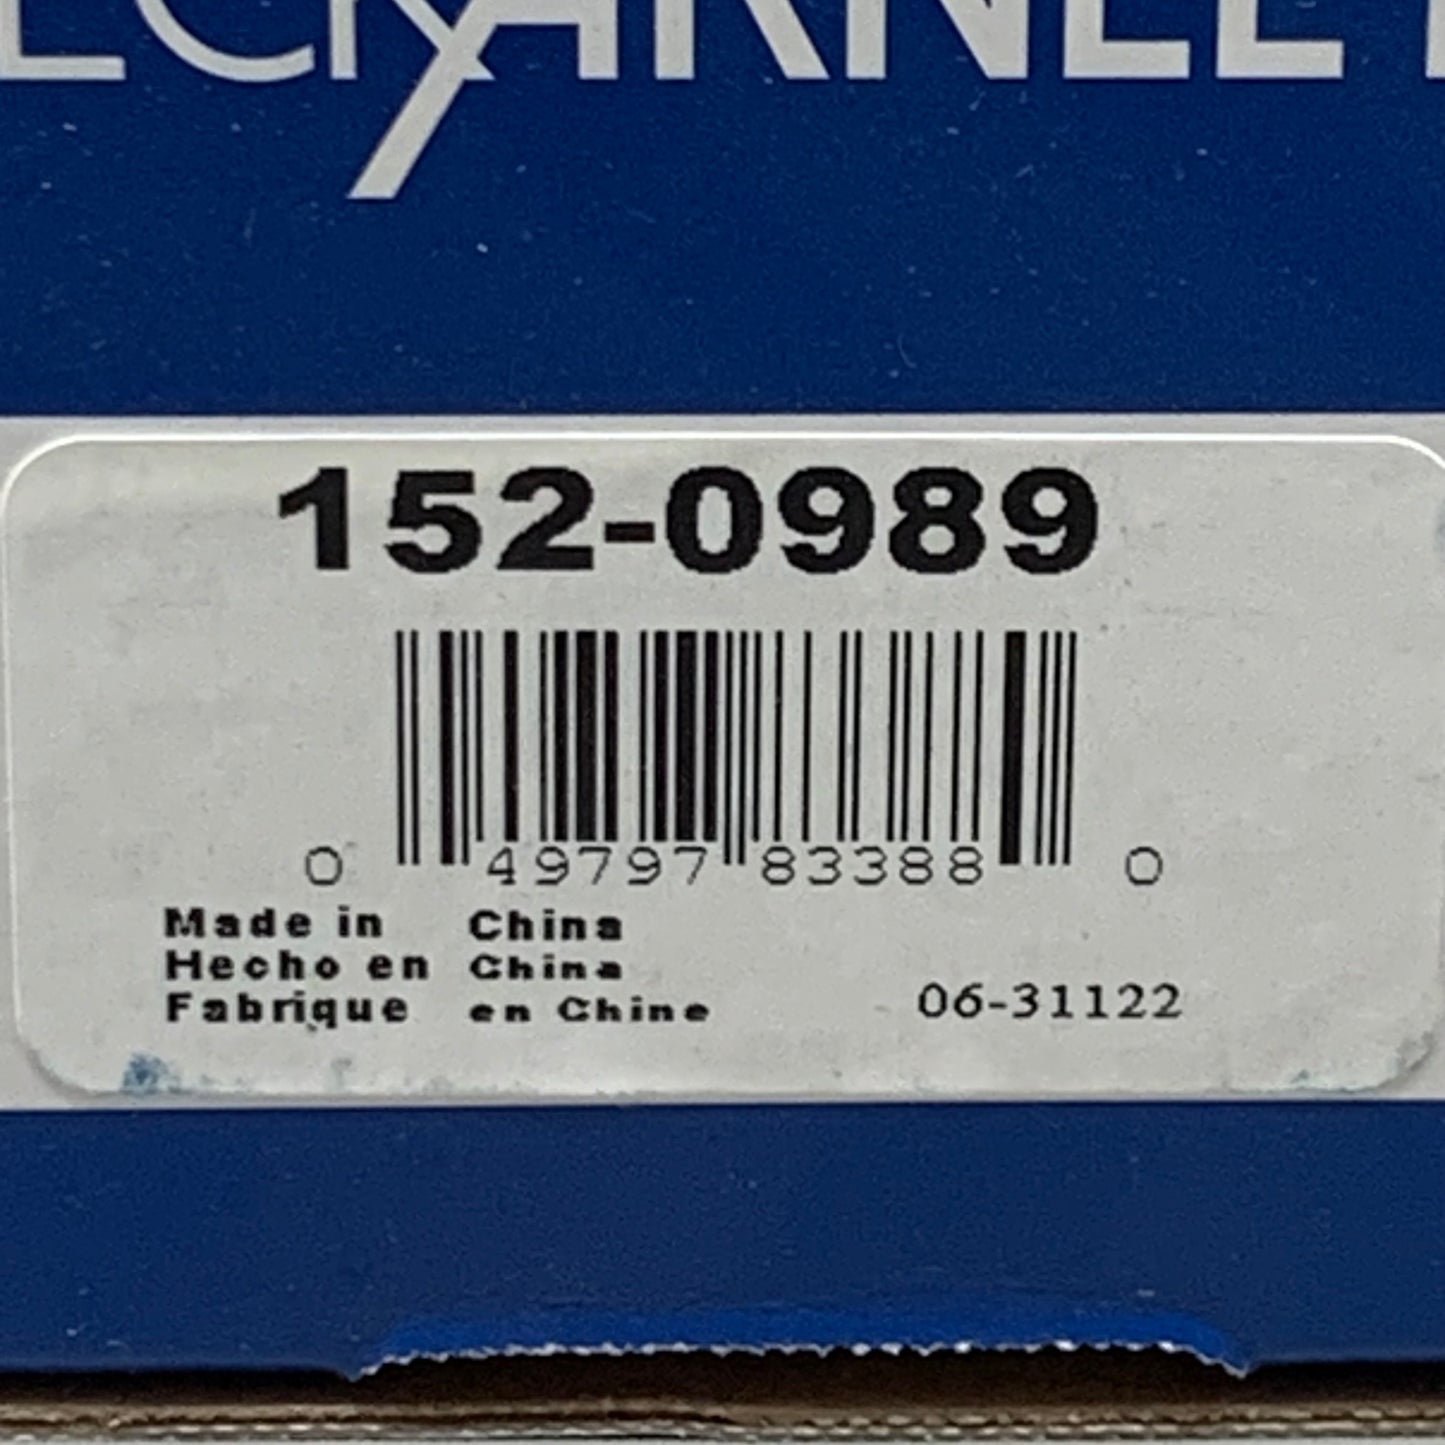 152-0989
0 49797 83388 0
Made in China
Hecho en China
Fabrique en Chine
06-31122